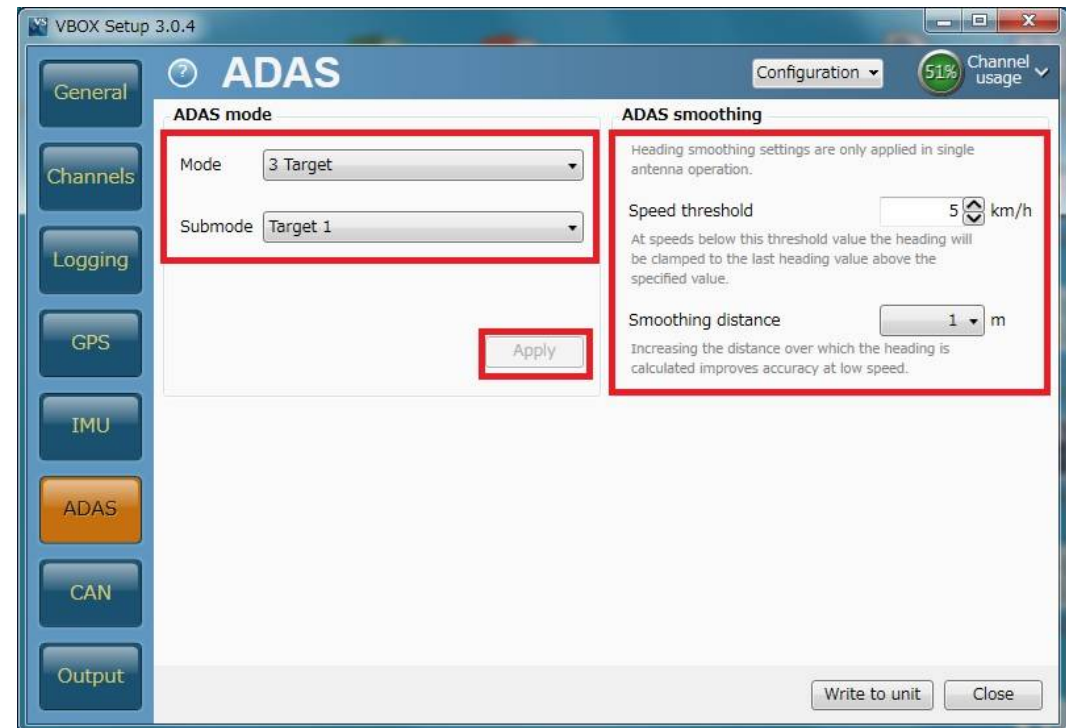 VBOX Setup 3.0.4
? ADAS
Configuration
51% Channel usage
General
Channels
Logging
GPS
IMU
ADAS
CAN
Output
ADAS mode
Mode 3 Target
Submode Target 1
Apply
ADAS smoothing
Heading smoothing settings are only applied in single
antenna operation.
Speed threshold 5 km/h
At speeds below this threshold value the heading will
be clamped to the last heading value above the
specified value.
Smoothing distance 1 m
Increasing the distance over which the heading is
calculated improves accuracy at low speed.
Write to unit
Close